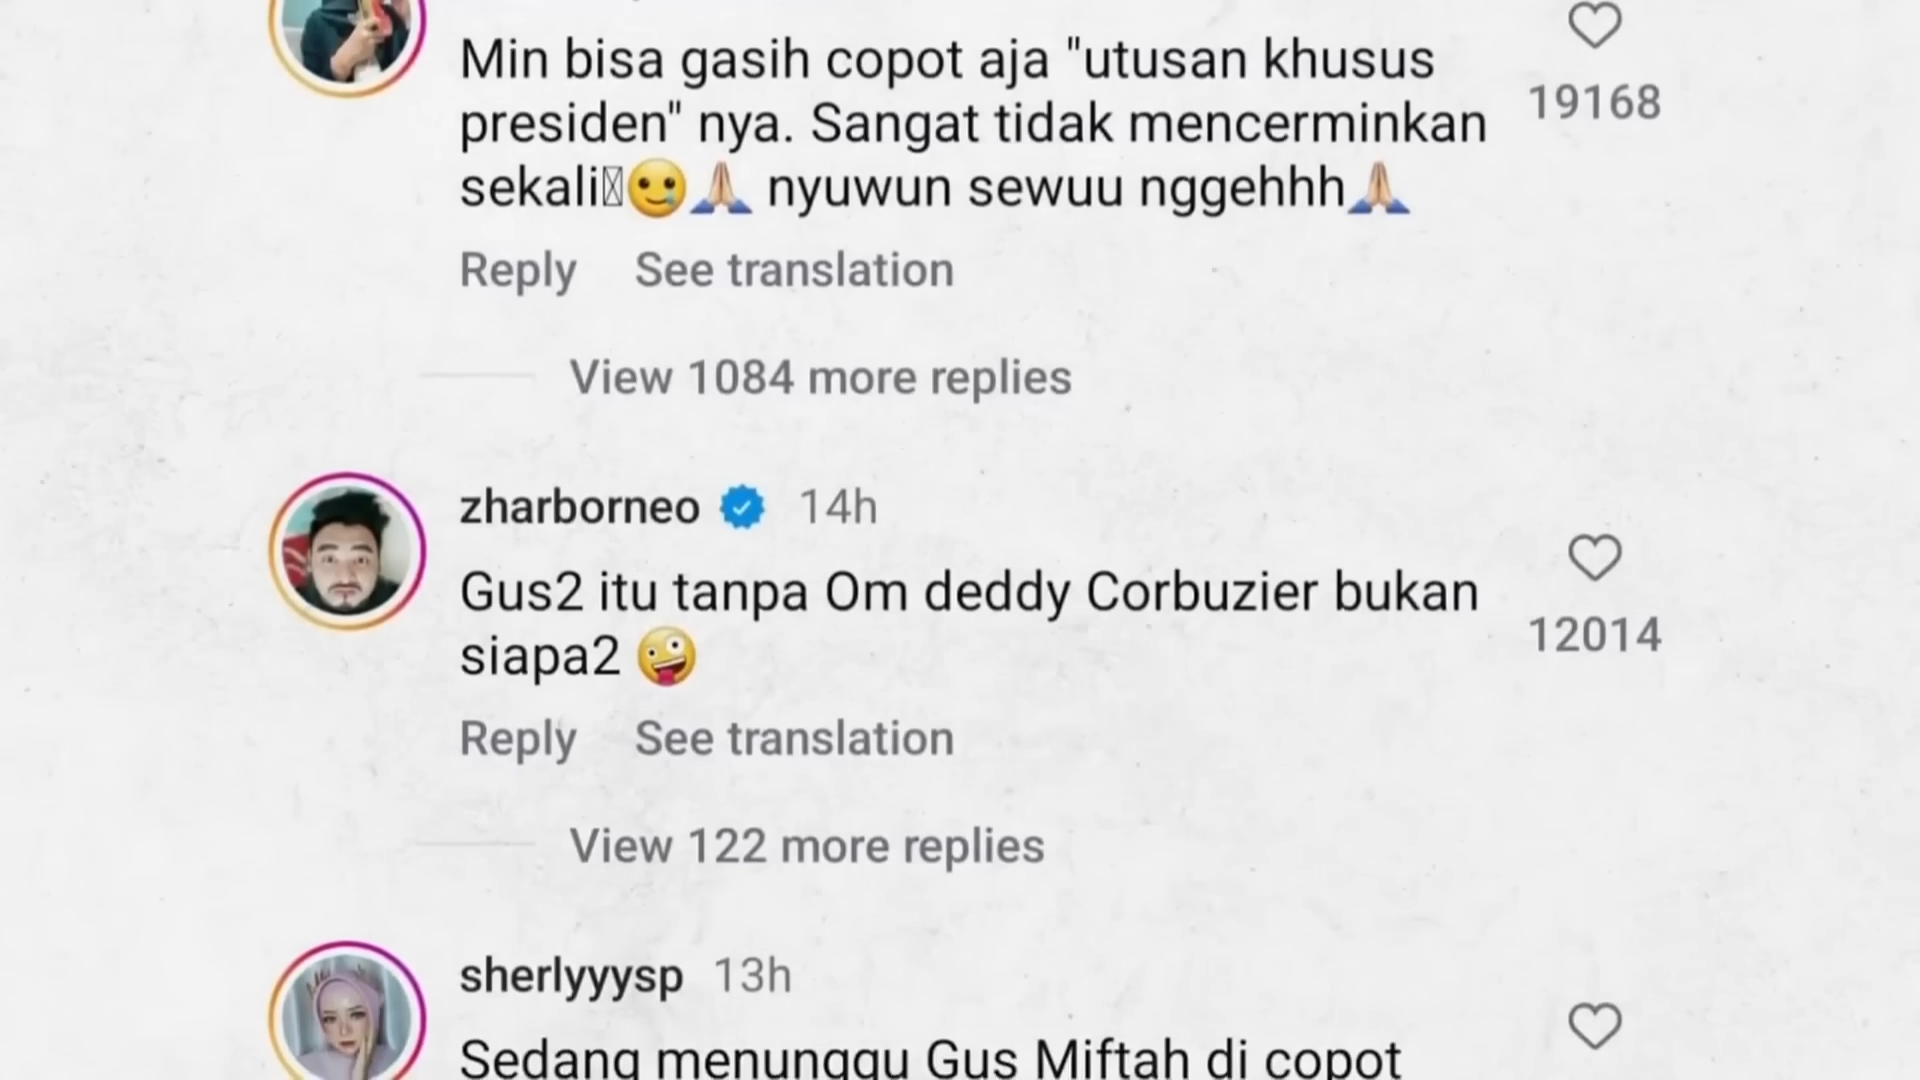 Min bisa gasih copot aja "utusan khusus
presiden" nya. Sangat tidak mencerminkan
sekali🥲🙏🏼 nyuwun sewuu nggehhh🙏🏼
19168
Reply See translation
View 1084 more replies
zharborneo 14h
Gus2 itu tanpa Om deddy Corbuzier bukan
siapa2 🤪
12014
Reply See translation
View 122 more replies
sherlyyysp 13h
Sedang menunggu Gus Miftah di copot